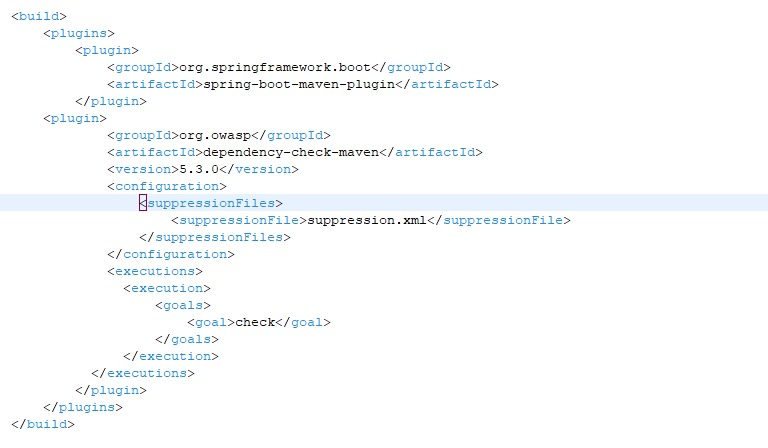 <build>
    <plugins>
        <plugin>
            <groupId>org.springframework.boot</groupId>
            <artifactId>spring-boot-maven-plugin</artifactId>
        </plugin>
    <plugin>
            <groupId>org.owasp</groupId>
            <artifactId>dependency-check-maven</artifactId>
            <version>5.3.0</version>
            <configuration>
                <suppressionFiles>
                    <suppressionFile>suppression.xml</suppressionFile>
                </suppressionFiles>
            </configuration>
            <executions>
              <execution>
                  <goals>
                      <goal>check</goal>
                  </goals>
              </execution>
          </executions>
        </plugin>
    </plugins>
</build>